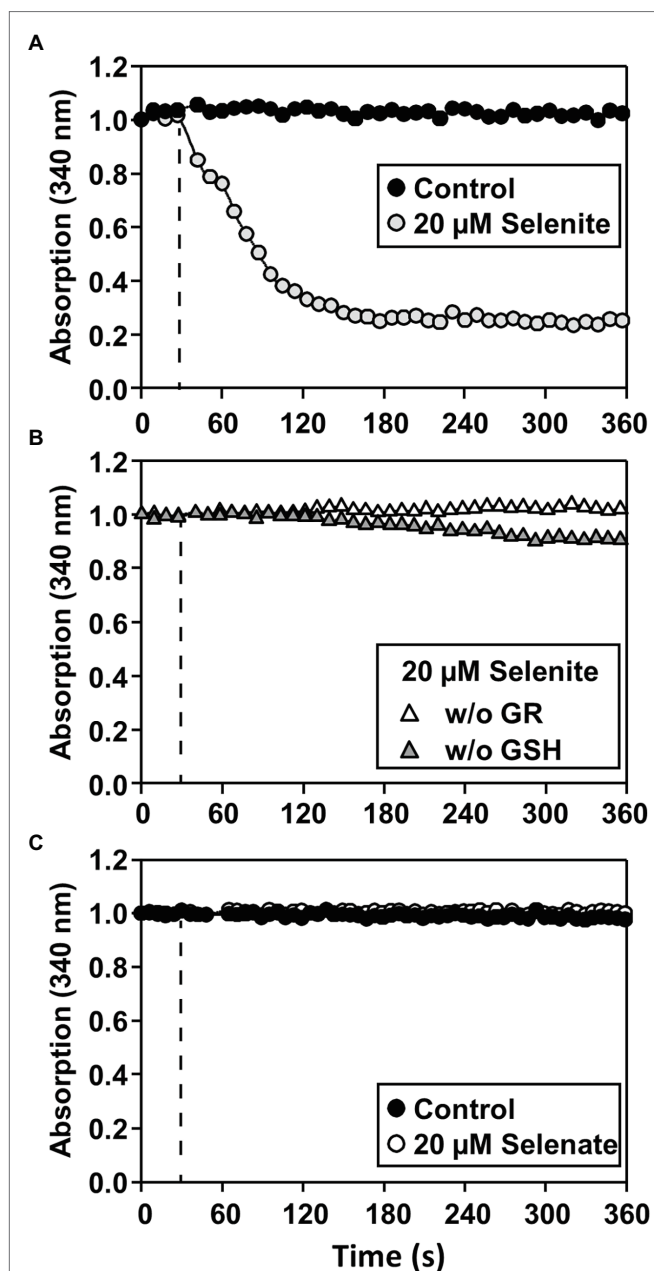 A
Absorption (340 nm)
1.2
1.0
0.8
0.6
0.4
0.2
0.0
Control
20 µM Selenite
0 60 120 180 240 300 360
B
Absorption (340 nm)
1.2
1.0
0.8
0.6
0.4
0.2
0.0
20 µM Selenite
w/o GR
w/o GSH
0 60 120 180 240 300 360
C
Absorption (340 nm)
1.2
1.0
0.8
0.6
0.4
0.2
0.0
Control
20 µM Selenate
0 60 120 180 240 300 360
Time (s)